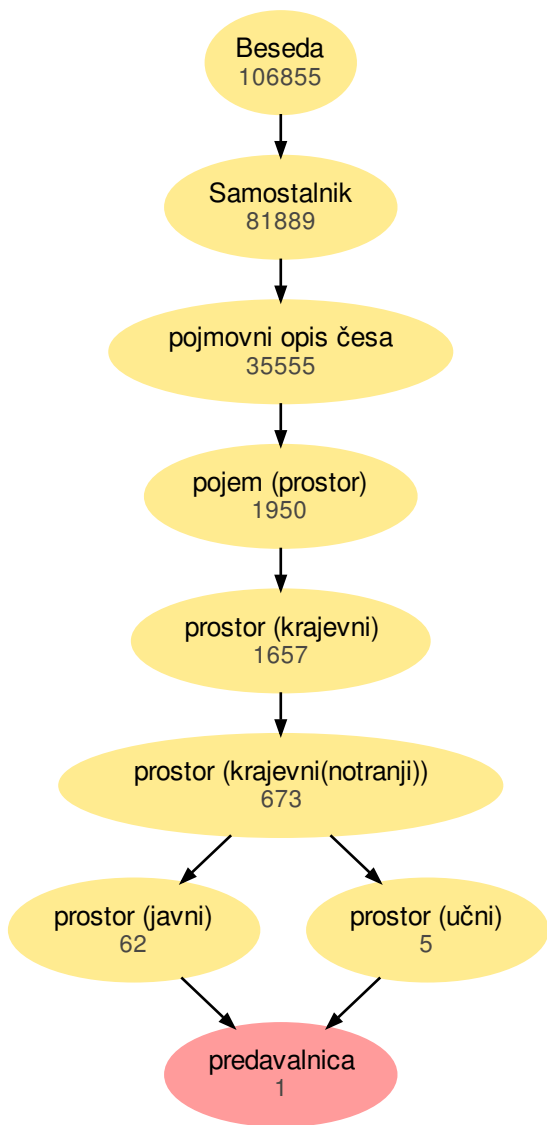 Beseda
106855
Samostalnik
81889
pojmovni opis česa
35555
pojem (prostor)
1950
prostor (krajevni)
1657
prostor (krajevni(notranji))
673
prostor (javni)
62
prostor (učni)
5
predavalnica
1